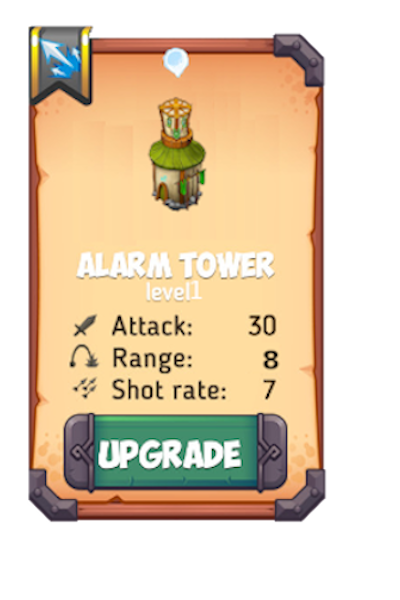 ALARM TOWER
level1
Attack: 30
Range: 8
Shot rate: 7
UPGRADE